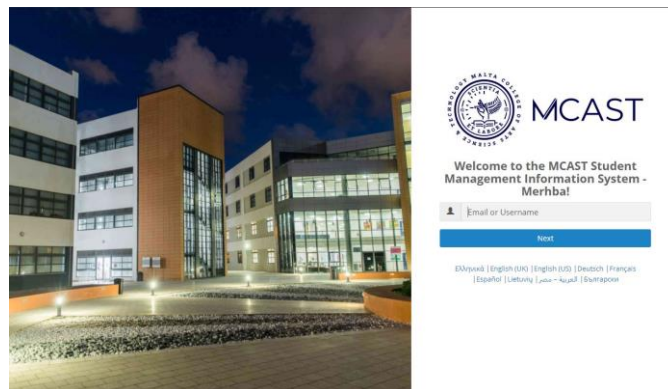 MALTA COLLEGE OF ARTS SCIENCE & TECHNOLOGY
SCIENTIA
ET LABORE
MCAST
Welcome to the MCAST Student
Management Information System -
Merhba!
Email or Username
Next
Ελληνικά | English (UK) | English (US) | Deutsch | Français
| Español | Lietuvių | العربية – مصر | Български